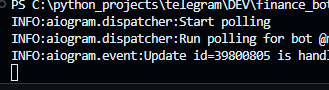 PS C:\python_projects\telegram\DEV\finance_bo
INFO:aiogram.dispatcher:Start polling
INFO:aiogram.dispatcher:Run polling for bot @
INFO:aiogram.event:Update id=39800805 is hand